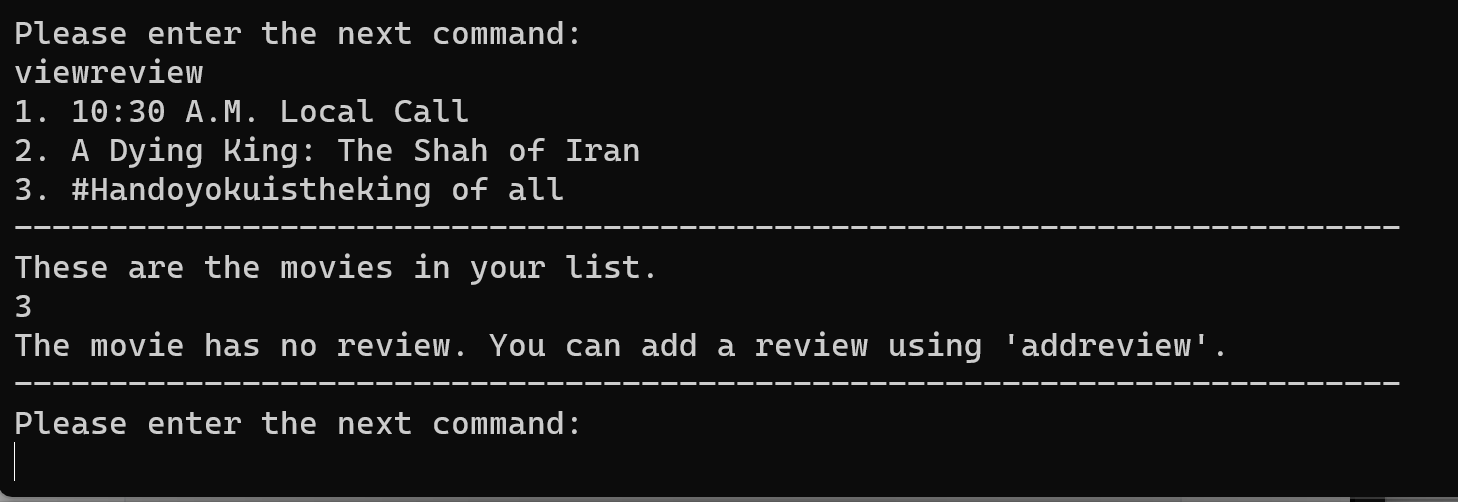 Please enter the next command:
viewreview
1. 10:30 A.M. Local Call
2. A Dying King: The Shah of Iran
3. #Handoyokuistheking of all
-------------------------------------------------------------------------
These are the movies in your list.
3
The movie has no review. You can add a review using 'addreview'.
-------------------------------------------------------------------------
Please enter the next command: